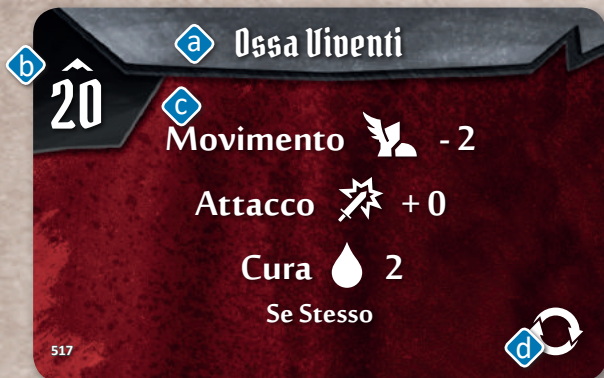 a Ossa Viventi
b
20
c
Movimento - 2
Attacco + 0
Cura 2
Se Stesso
517
d